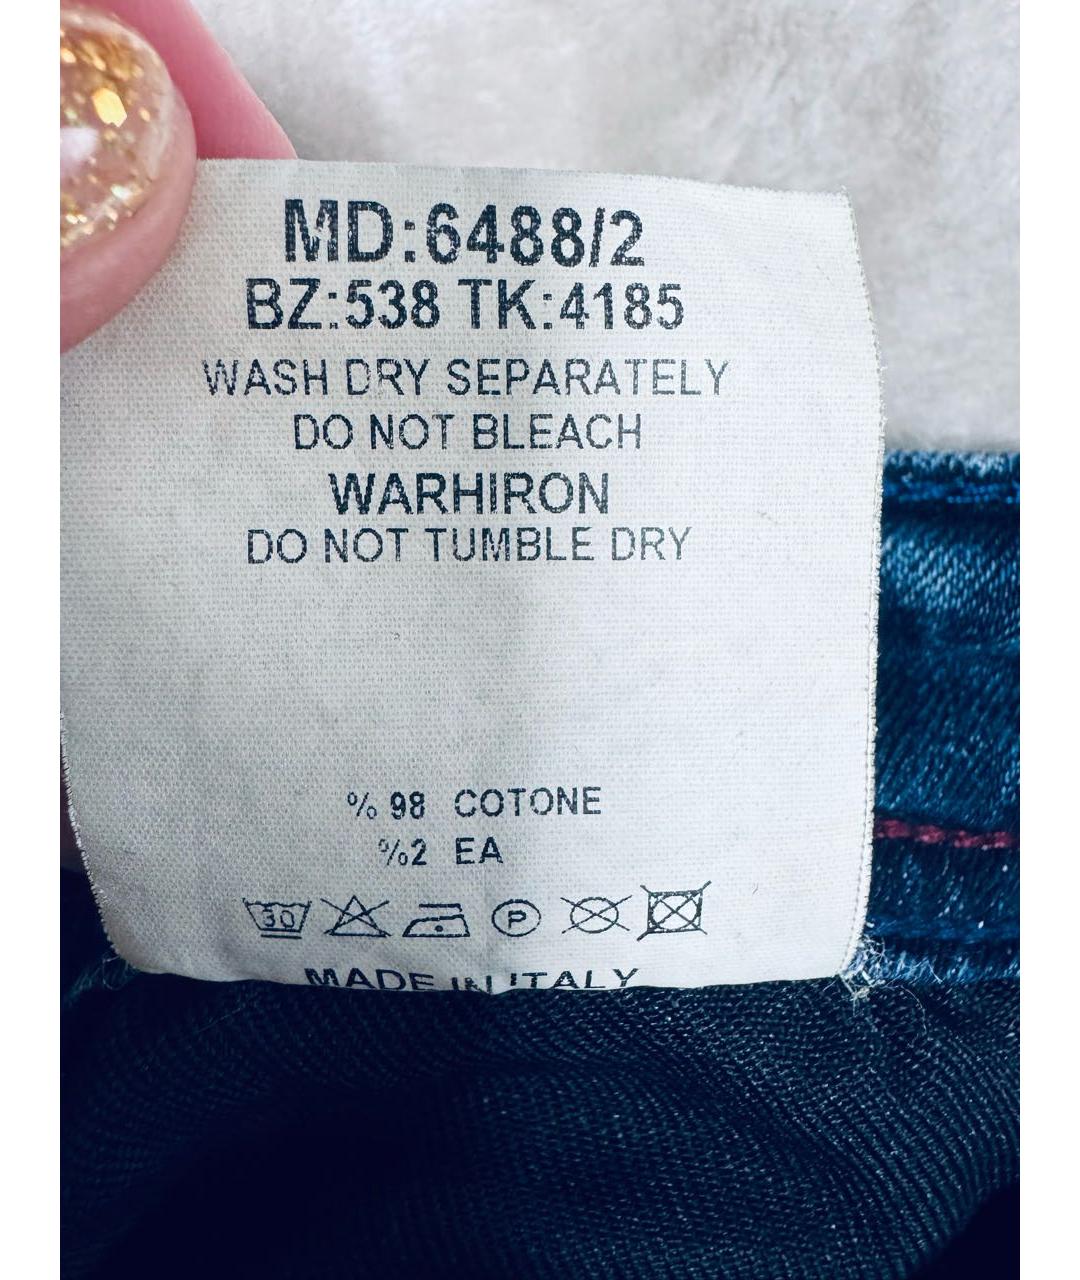 MD:6488/2
BZ:538 TK:4185
WASH DRY SEPARATELY
DO NOT BLEACH
WARHIRON
DO NOT TUMBLE DRY
% 98 COTONE
%2 EA
30 P
MADE IN ITALY